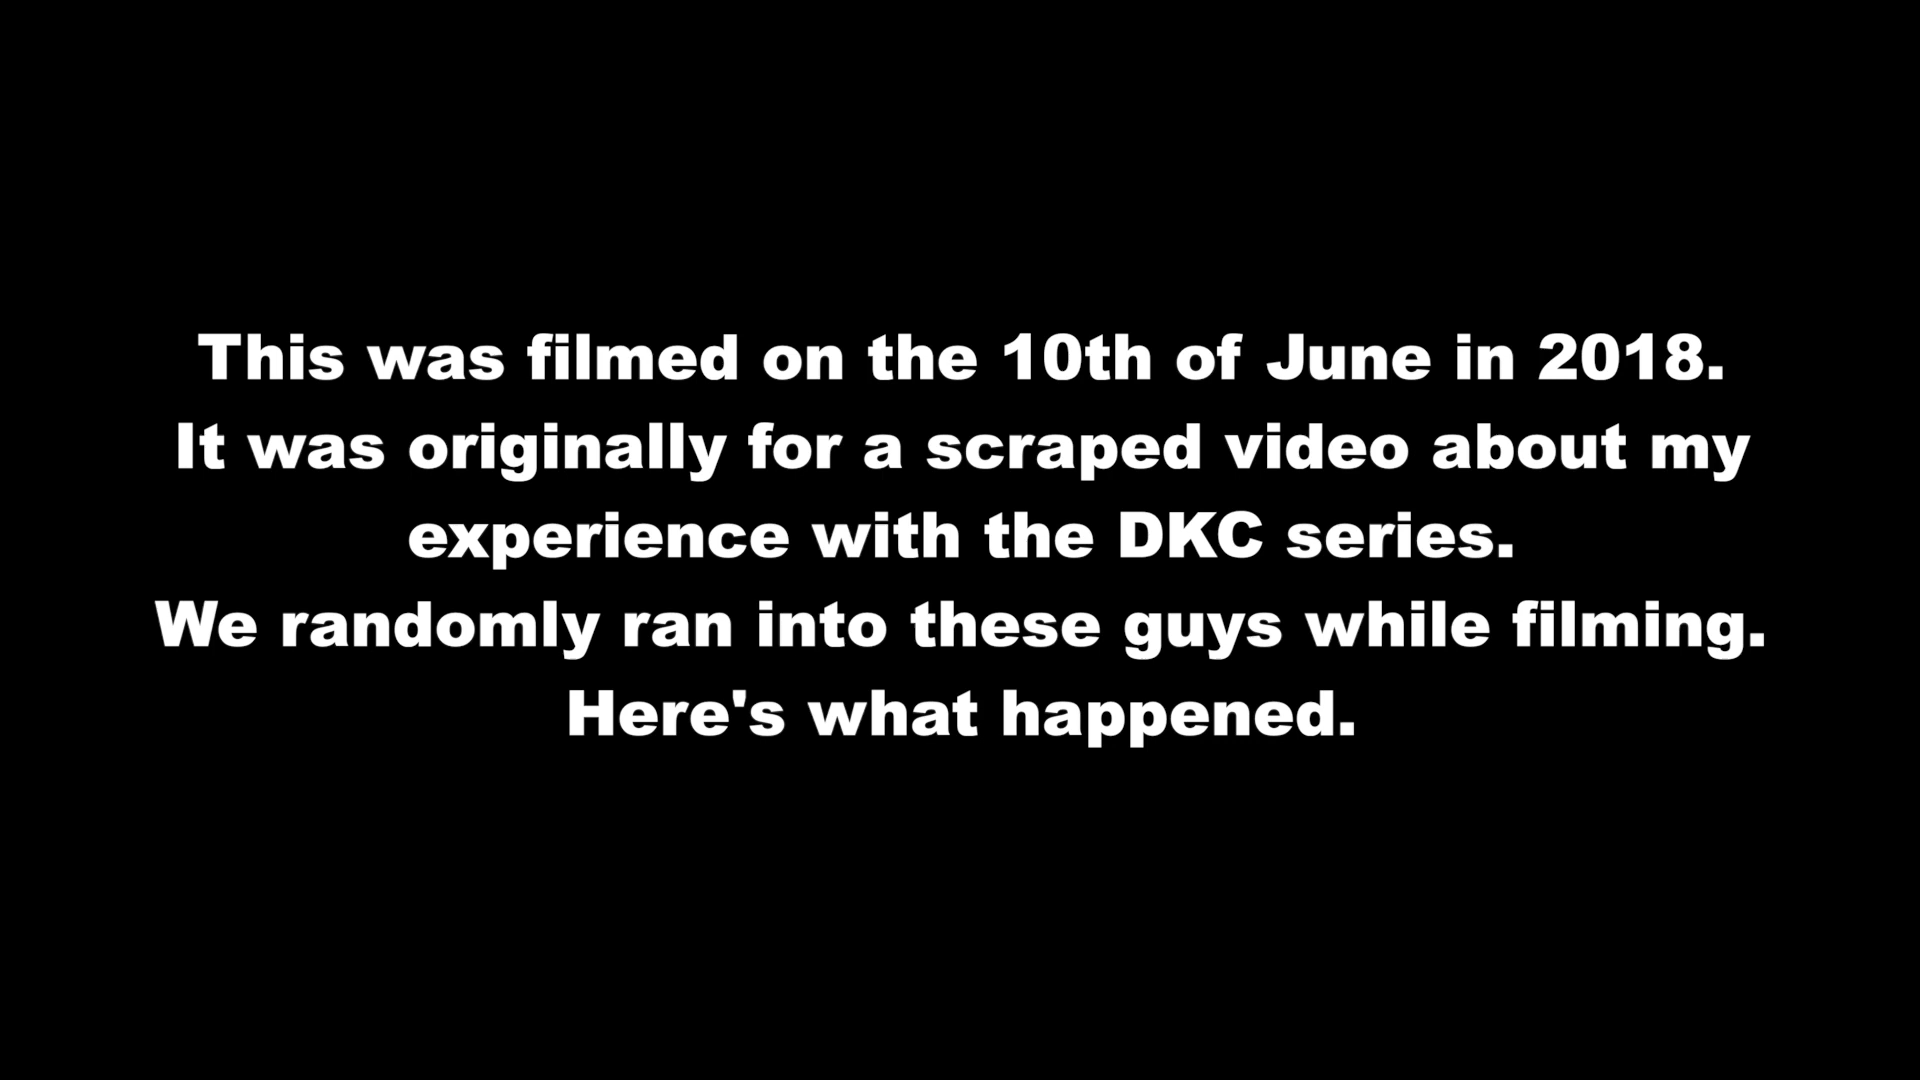 This was filmed on the 10th of June in 2018.
It was originally for a scraped video about my
experience with the DKC series.
We randomly ran into these guys while filming.
Here's what happened.